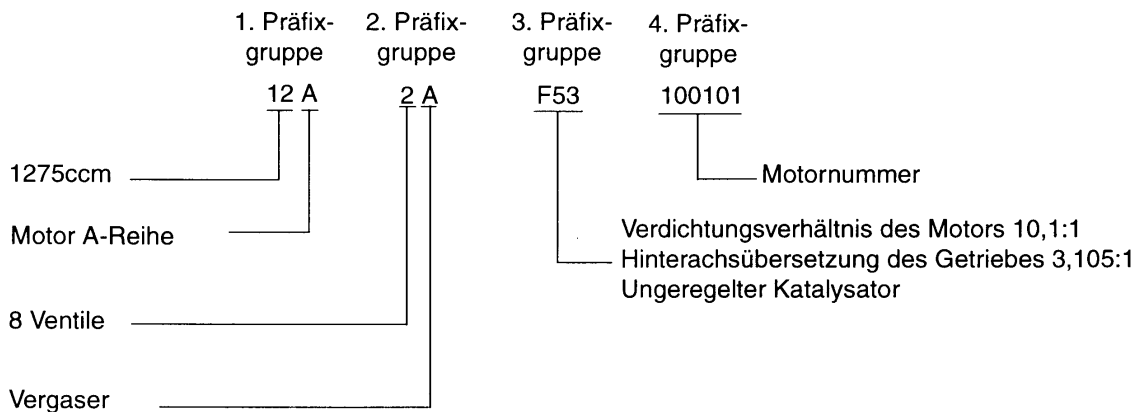 1. Präfix- 2. Präfix- 3. Präfix- 4. Präfix-
gruppe gruppe gruppe gruppe
12 A 2 A F53 100101
1275ccm
Motornummer
Motor A-Reihe
Verdichtungsverhältnis des Motors 10,1:1
Hinterachsübersetzung des Getriebes 3,105:1
Ungeregelter Katalysator
8 Ventile
Vergaser